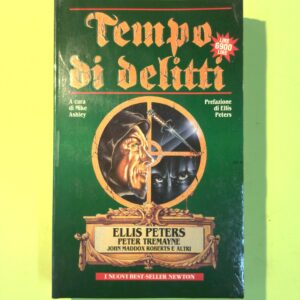 Tempo
di delitti
LIRE
6900
LIRE
A cura
di Mike
Ashley
Prefazione
di Ellis
Peters
ELLIS PETERS
PETER TREMAYNE
JOHN MADDOX ROBERTS E ALTRI
I NUOVI BEST-SELLER NEWTON